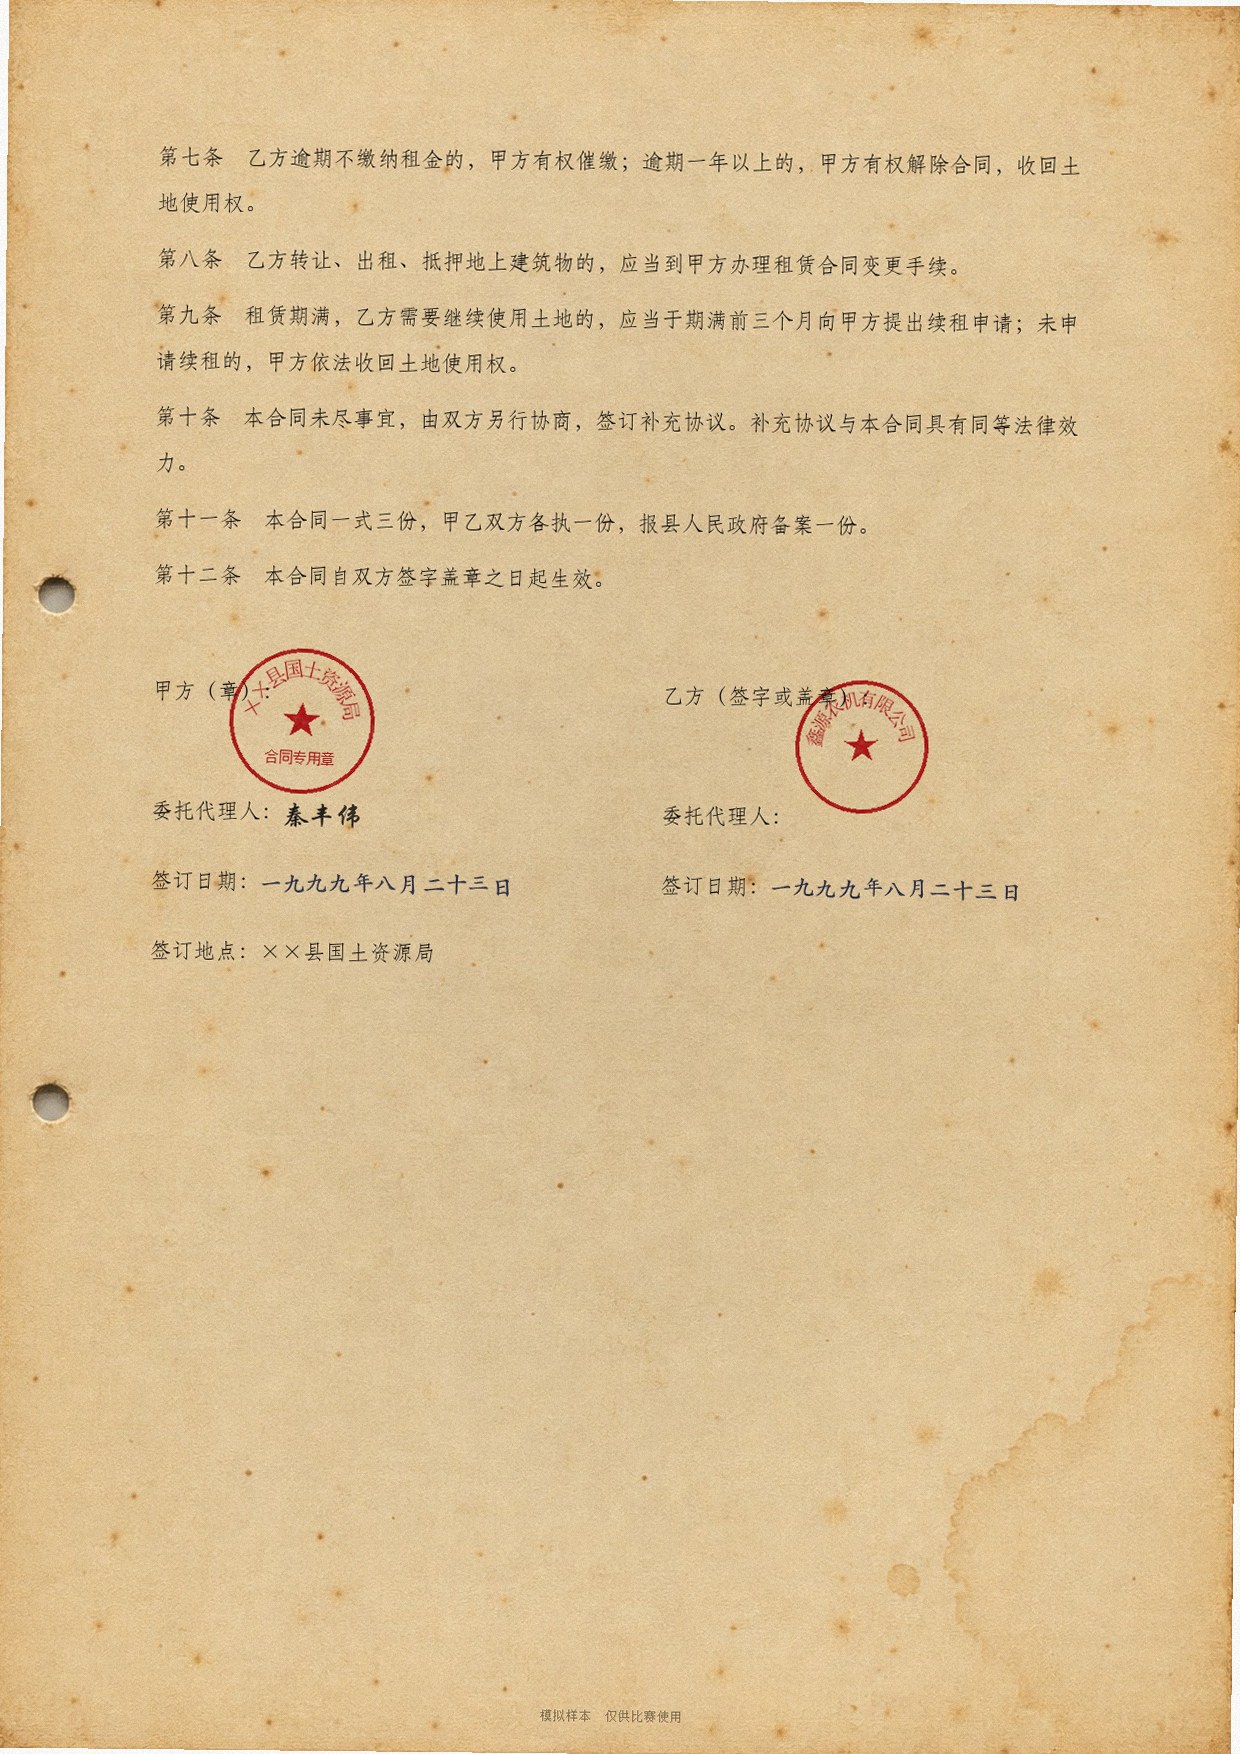 第七条　乙方逾期不缴纳租金的，甲方有权催缴；逾期一年以上的，甲方有权解除合同，收回土
地使用权。
第八条　乙方转让、出租、抵押地上建筑物的，应当到甲方办理租赁合同变更手续。
第九条　租赁期满，乙方需要继续使用土地的，应当于期满前三个月向甲方提出续租申请；未申
请续租的，甲方依法收回土地使用权。
第十条　本合同未尽事宜，由双方另行协商，签订补充协议。补充协议与本合同具有同等法律效
力。
第十一条　本合同一式三份，甲乙双方各执一份，报县人民政府备案一份。
第十二条　本合同自双方签字盖章之日起生效。
甲方（章）：
××县国土资源局
合同专用章
乙方（签字或盖章）：
鑫源农机有限公司
委托代理人：秦丰伟
委托代理人：
签订日期：一九九九年八月二十三日
签订日期：一九九九年八月二十三日
签订地点：××县国土资源局
模拟样本　仅供比赛使用